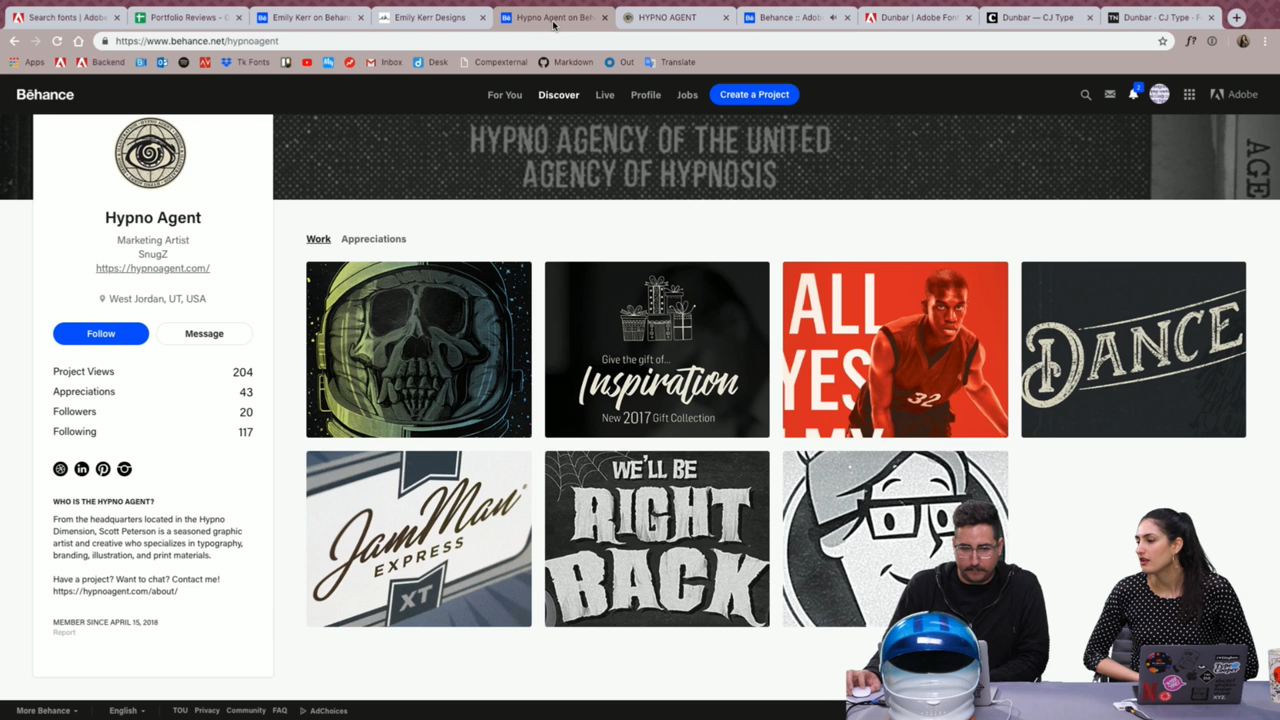 Search fonts | Adobe F
Portfolio Reviews - G
Emily Kerr on Behan
Emily Kerr Designs
Hypno Agent on Beh
HYPNO AGENT
Behance :: Adob
Dunbar | Adobe Font
Dunbar — CJ Type
Dunbar - CJ Type - F
https://www.behance.net/hypnoagent
Apps
Backend
Tk Fonts
Inbox
Desk
Compexternal
Markdown
Out
Translate
Bēhance
For You
Discover
Live
Profile
Jobs
Create a Project
2
Adobe
HYPNO AGENCY OF THE UNITED
AGENCY OF HYPNOSIS
AGE
Hypno Agent
Marketing Artist
SnugZ
https://hypnoagent.com/
West Jordan, UT, USA
Follow
Message
Project Views 204
Appreciations 43
Followers 20
Following 117
WHO IS THE HYPNO AGENT?
From the headquarters located in the Hypno
Dimension, Scott Peterson is a seasoned graphic
artist and creative who specializes in typography,
branding, illustration, and print materials.
Have a project? Want to chat? Contact me!
https://hypnoagent.com/about/
MEMBER SINCE APRIL 15, 2018
Report
Work
Appreciations
Give the gift of...
Inspiration
New 2017 Gift Collection
ALL
YES
MY
32
DANCE
JamMan
EXPRESS
XT
WE'LL BE
RIGHT
BACK
More Behance
English
TOU
Privacy
Community
FAQ
AdChoices